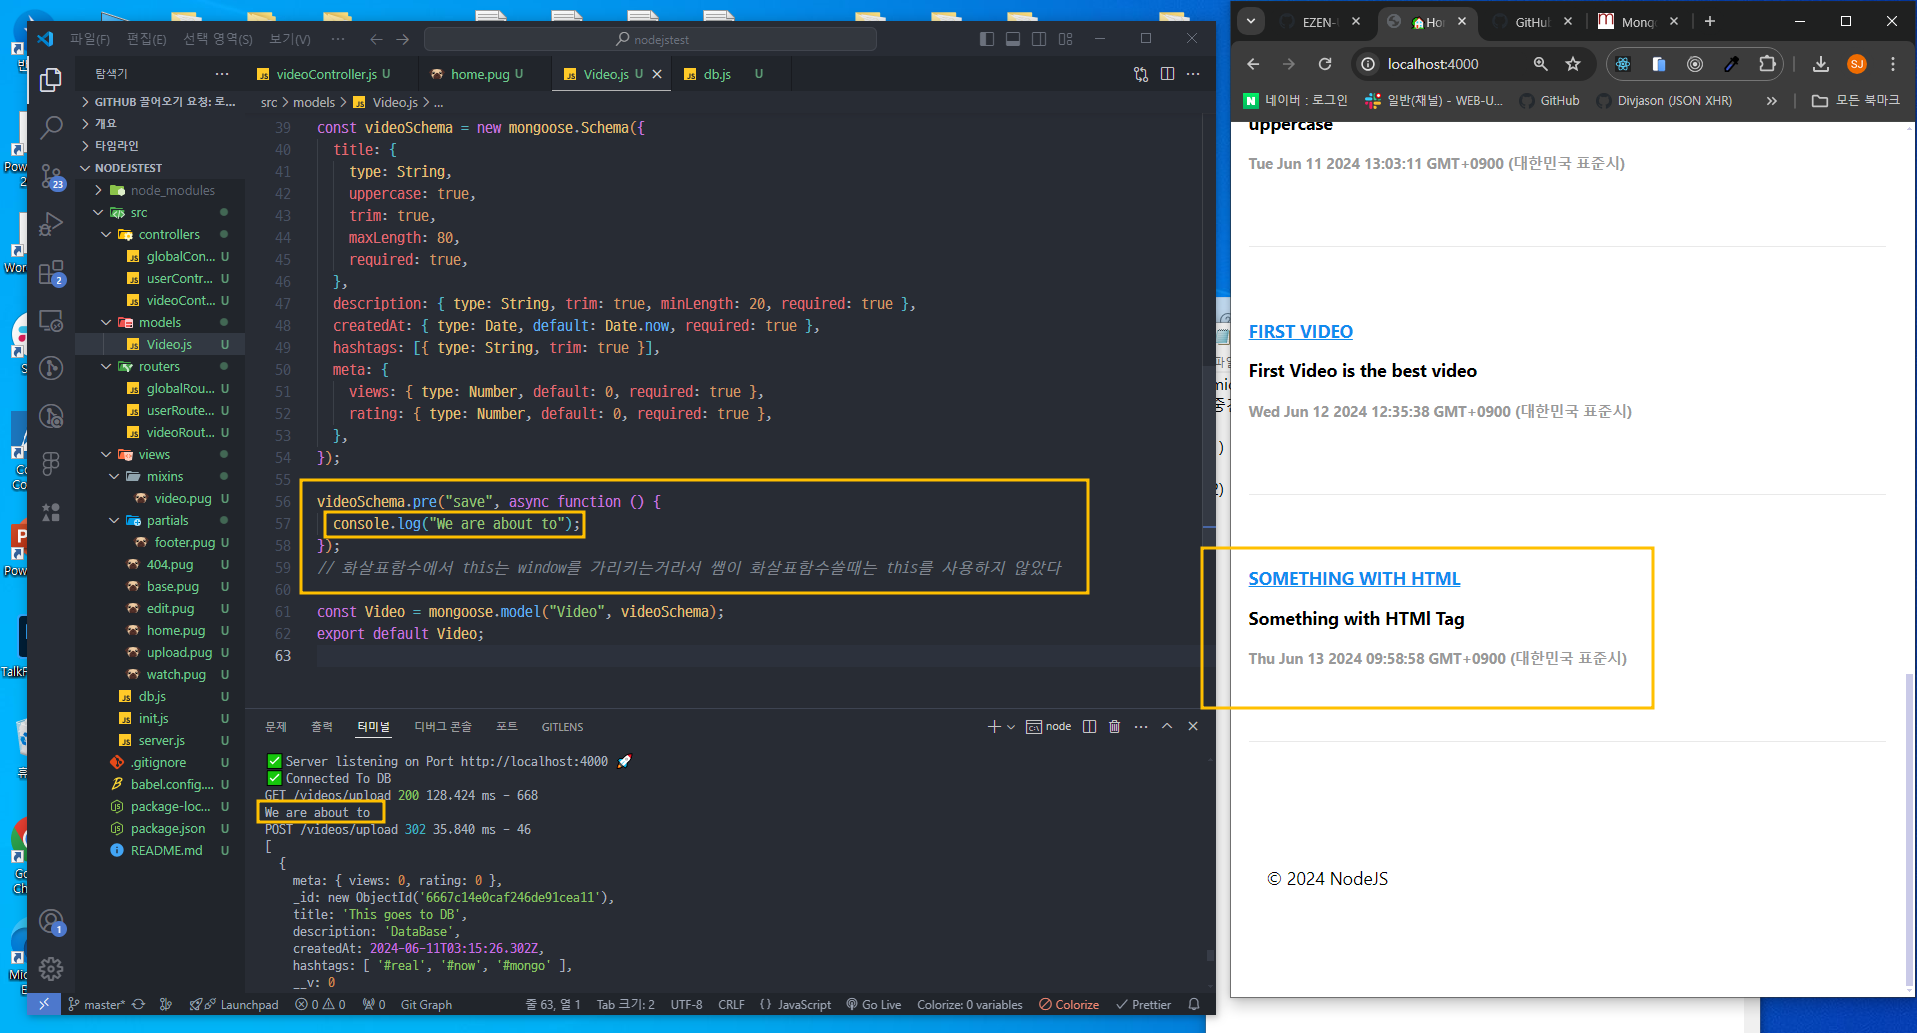 파일(F) 편집(E) 선택 영역(S) 보기(V) ··· nodejstest
탐색기 ···
GITHUB 끌어오기 요청: 로...
개요
타임라인
NODEJSTEST
node_modules
src
controllers
globalCon... U
userContr... U
videoCont... U
models
Video.js U
routers
globalRou... U
userRoute... U
videoRout... U
views
mixins
video.pug U
partials
footer.pug U
404.pug U
base.pug U
edit.pug U
home.pug U
upload.pug U
watch.pug U
db.js U
init.js U
server.js U
.gitignore U
babel.config.... U
package-loc... U
package.json U
README.md U
23
2
1
videoController.js U home.pug U Video.js U db.js U
src > models > Video.js > ...
39 const videoSchema = new mongoose.Schema({
40 title: {
41 type: String,
42 uppercase: true,
43 trim: true,
44 maxLength: 80,
45 required: true,
46 },
47 description: { type: String, trim: true, minLength: 20, required: true },
48 createdAt: { type: Date, default: Date.now, required: true },
49 hashtags: [{ type: String, trim: true }],
50 meta: {
51 views: { type: Number, default: 0, required: true },
52 rating: { type: Number, default: 0, required: true },
53 },
54 });
55
56 videoSchema.pre("save", async function () {
57 console.log("We are about to");
58 });
59 // 화살표함수에서 this는 window를 가리키는거라서 쌤이 화살표함수쓸때는 this를 사용하지 않았다
60
61 const Video = mongoose.model("Video", videoSchema);
62 export default Video;
63
문제 출력 터미널 디버그 콘솔 포트 GITLENS node
Server listening on Port http://localhost:4000
Connected To DB
GET /videos/upload 200 128.424 ms - 668
We are about to
POST /videos/upload 302 35.840 ms - 46
[
{
meta: { views: 0, rating: 0 },
_id: new ObjectId('6667c14e0caf246de91cea11'),
title: 'This goes to DB',
description: 'DataBase',
createdAt: 2024-06-11T03:15:26.302Z,
hashtags: [ '#real', '#now', '#mongo' ],
__v: 0
master* Launchpad 0 0 0 Git Graph 줄 63, 열 1 Tab 크기: 2 UTF-8 CRLF {} JavaScript Go Live Colorize: 0 variables Colorize Prettier
EZEN- Ho GitHu Mong
localhost:4000 SJ
네이버 : 로그인 일반(채널) - WEB-U... GitHub Divjason (JSON XHR) » 모든 북마크
uppercase
Tue Jun 11 2024 13:03:11 GMT+0900 (대한민국 표준시)
FIRST VIDEO
First Video is the best video
Wed Jun 12 2024 12:35:38 GMT+0900 (대한민국 표준시)
SOMETHING WITH HTML
Something with HTMl Tag
Thu Jun 13 2024 09:58:58 GMT+0900 (대한민국 표준시)
© 2024 NodeJS